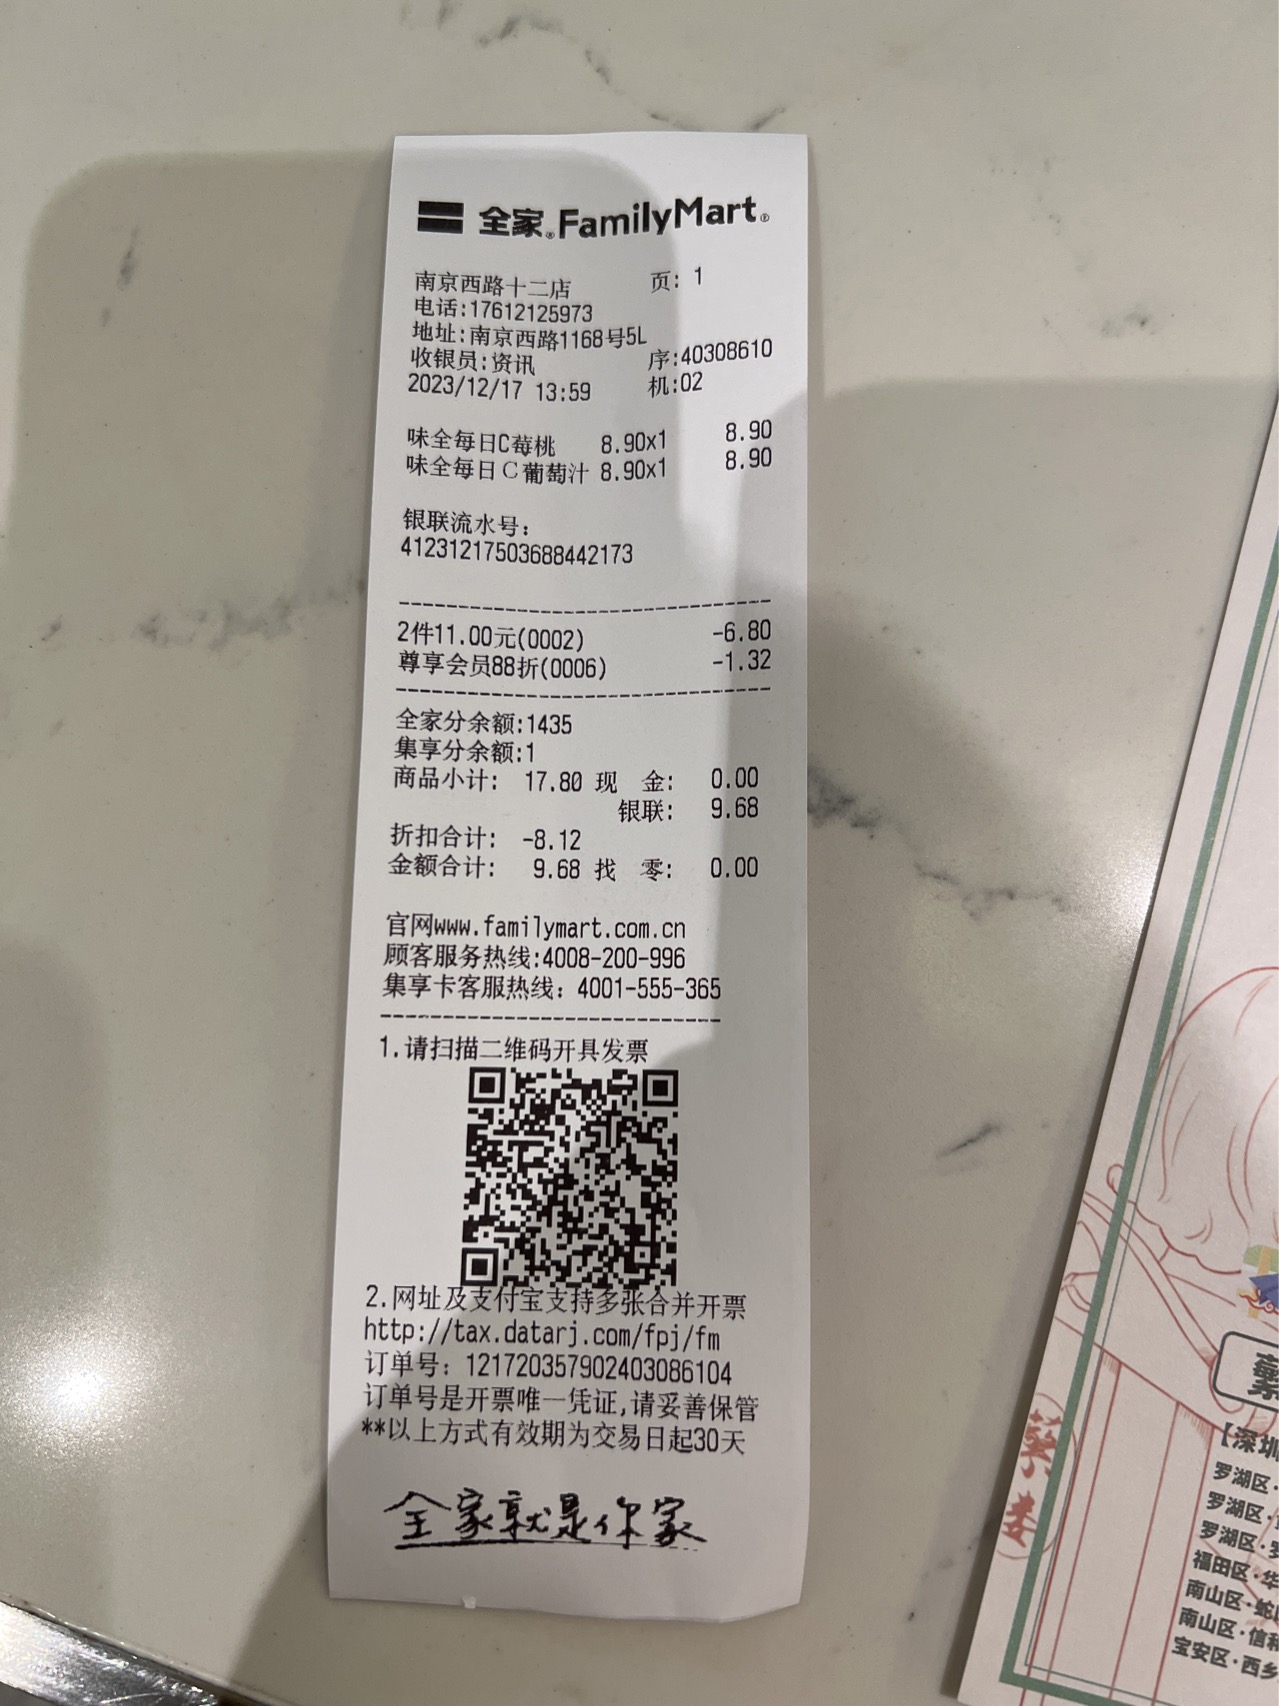 全家®FamilyMart®
南京西路十二店 页: 1
电话:17612125973
地址:南京西路1168号5L
收银员:资讯 序:40308610
2023/12/17 13:59 机:02
味全每日C莓桃 8.90x1 8.90
味全每日C葡萄汁 8.90x1 8.90
银联流水号:
41231217503688442173
2件11.00元(0002) -6.80
尊享会员88折(0006) -1.32
全家分余额:1435
集享分余额:1
商品小计: 17.80 现 金: 0.00
银联: 9.68
折扣合计: -8.12
金额合计: 9.68 找 零: 0.00
官网www.familymart.com.cn
顾客服务热线:4008-200-996
集享卡客服热线: 4001-555-365
1.请扫描二维码开具发票
2.网址及支付宝支持多张合并开票
http://tax.datarj.com/fpj/fm
订单号: 121720357902403086104
订单号是开票唯一凭证,请妥善保管
**以上方式有效期为交易日起30天
全家就是你家
【深圳
罗湖区·
罗湖区·
罗湖区·
福田区·华
南山区·蛇
南山区·信和
宝安区·西乡